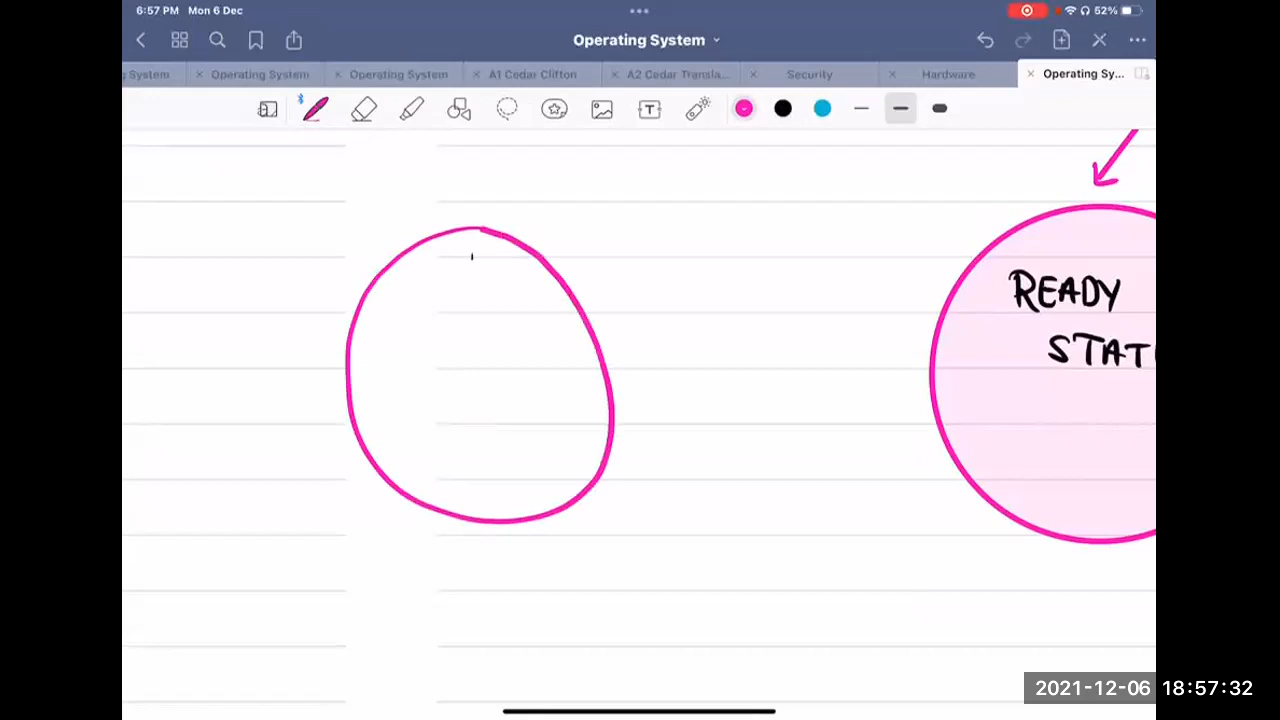 6:57 PM Mon 6 Dec
52%
Operating System
g System
Operating System
Operating System
A1 Cedar Clifton
A2 Cedar Transla...
Security
Hardware
Operating Sy...
T
READY
STAT
2021-12-06 18:57:32